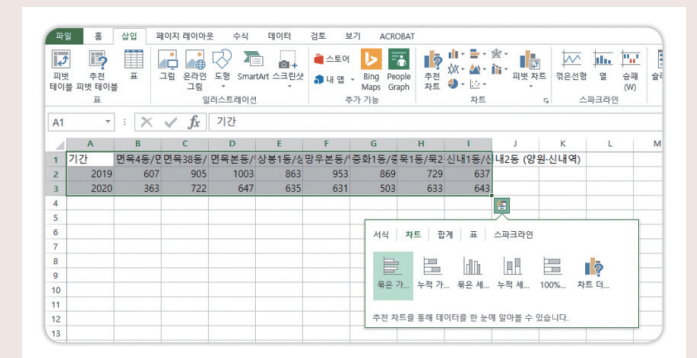 파일 홈 삽입 페이지 레이아웃 수식 데이터 검토 보기 ACROBAT
피벗 테이블 추천 피벗 테이블 표 그림 온라인 그림 도형 SmartArt 스크린샷 스토어 내 앱 Bing Maps People Graph 추천 차트 피벗 차트 꺾은선형 열 승패 (W)
표 일러스트레이션 추가 기능 차트 스파크라인
A1 fx 기간
A B C D E F G H I J K L M
1 기간 면목4동/면 면목38동/ 면목본동/ 상봉1동/상 망우본동/ 중화1동/중 묵1동/묵2 신내1동/신 내2동 (양원·신내역)
2 2019 607 905 1003 863 953 869 729 637
3 2020 363 722 647 635 631 503 633 643
4
5
6 서식 차트 합계 표 스파크라인
7
8
9
10 묶은 가... 누적 가... 묶은 세... 누적 세... 100%... 차트 더...
11
12 추천 차트를 통해 데이터를 한 눈에 알아볼 수 있습니다.
13